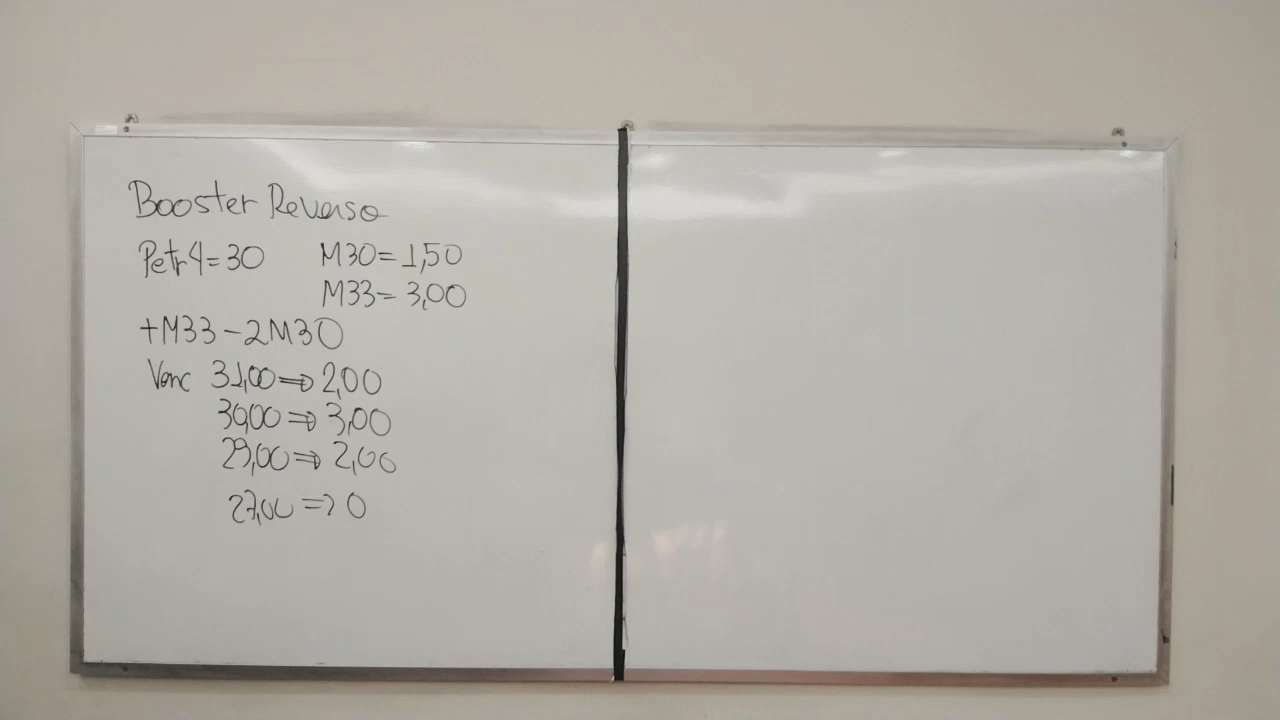 Booster Reverso
Petr4=30 M30=1,50
M33=3,00
+M33-2M30
Venc 31,00⇒2,00
30,00⇒3,00
29,00⇒2,00
27,00⇒0